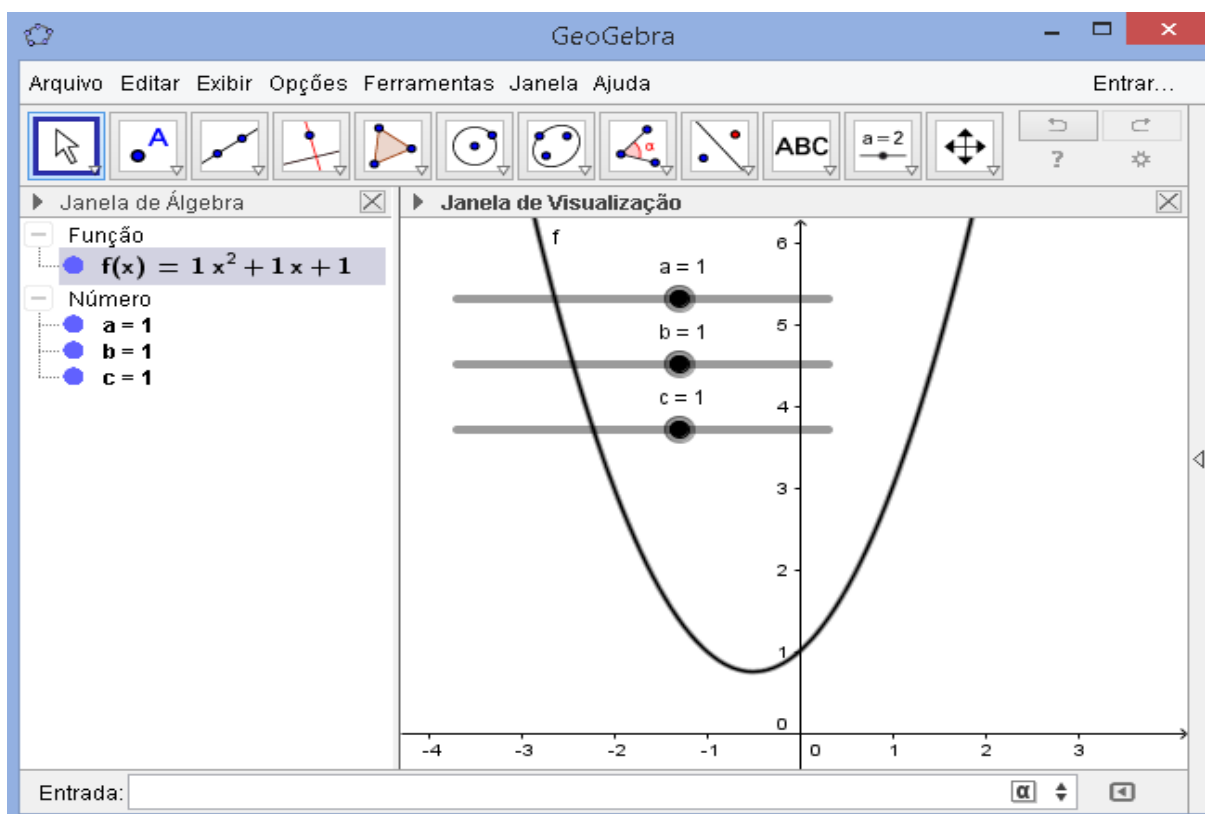 GeoGebra
Arquivo Editar Exibir Opções Ferramentas Janela Ajuda Entrar...
A α ABC a = 2 ?
Janela de Álgebra
Função
f(x) = 1 x² + 1 x + 1
Número
a = 1
b = 1
c = 1
Janela de Visualização
f
a = 1
b = 1
c = 1
6
5
4
3
2
1
0
-4 -3 -2 -1 0 1 2 3
Entrada: α